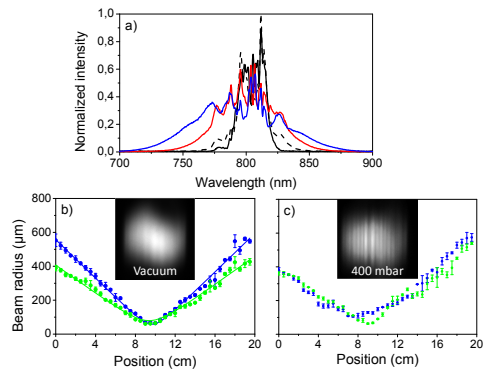 a)
Normalized intensity
1,0
0,8
0,6
0,4
0,2
0,0
700 750 800 850 900
Wavelength (nm)
b)
Vacuum
c)
400 mbar
Beam radius (µm)
800
600
400
200
0
0 4 8 12 16 20
0 4 8 12 16 20
Position (cm)
Position (cm)